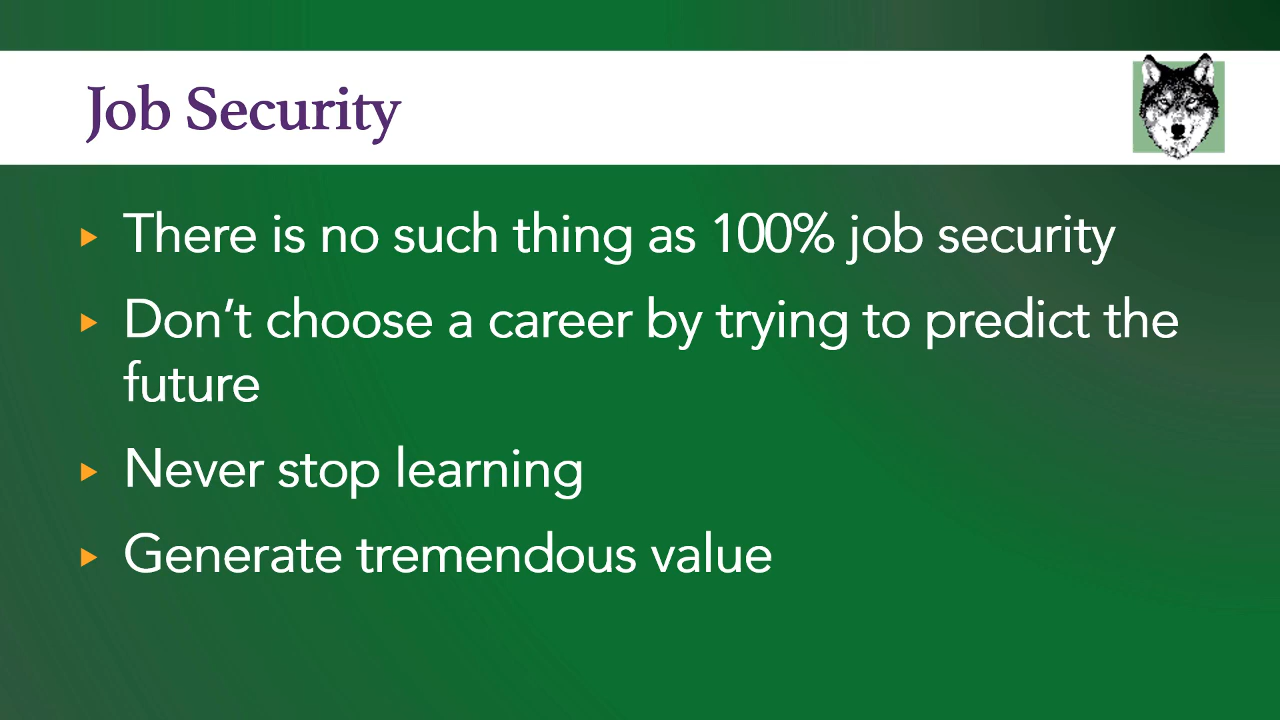 Job Security
There is no such thing as 100% job security
Don’t choose a career by trying to predict the
future
Never stop learning
Generate tremendous value